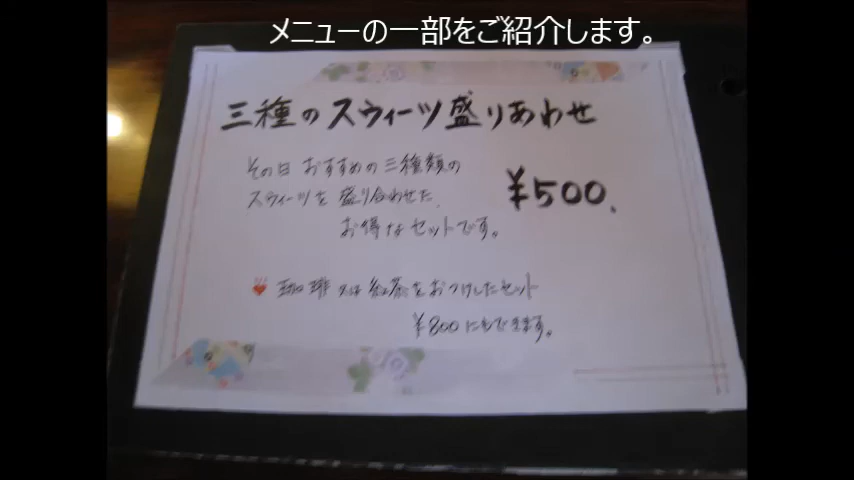 メニューの一部をご紹介します。
三種のスウィーツ盛りあわせ
その日おすすめの三種類の
スウィーツを盛り合わせた、
¥500.
お得なセットです。
珈琲又は紅茶をおつけしたセット
¥800にもできます。